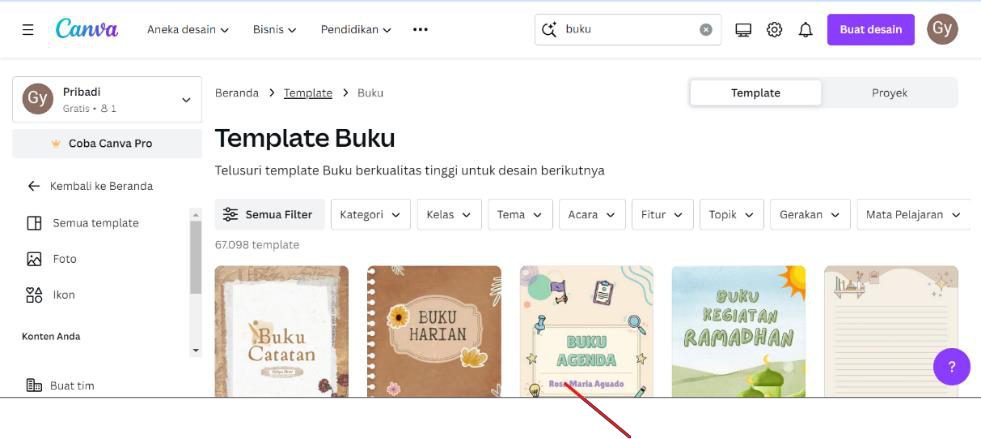 Canva
Aneka desain
Bisnis
Pendidikan
buku
Buat desain
Gy
Gy
Pribadi
Gratis • 1
Coba Canva Pro
Kembali ke Beranda
Semua template
Foto
Ikon
Konten Anda
Buat tim
Beranda > Template > Buku
Template
Proyek
Template Buku
Telusuri template Buku berkualitas tinggi untuk desain berikutnya
Semua Filter
Kategori
Kelas
Tema
Acara
Fitur
Topik
Gerakan
Mata Pelajaran
67.098 template
Buku
Catatan
BUKU
HARIAN
BUKU
AGENDA
Rosa Maria Aguado
BUKU
KEGIATAN
RAMADHAN
?